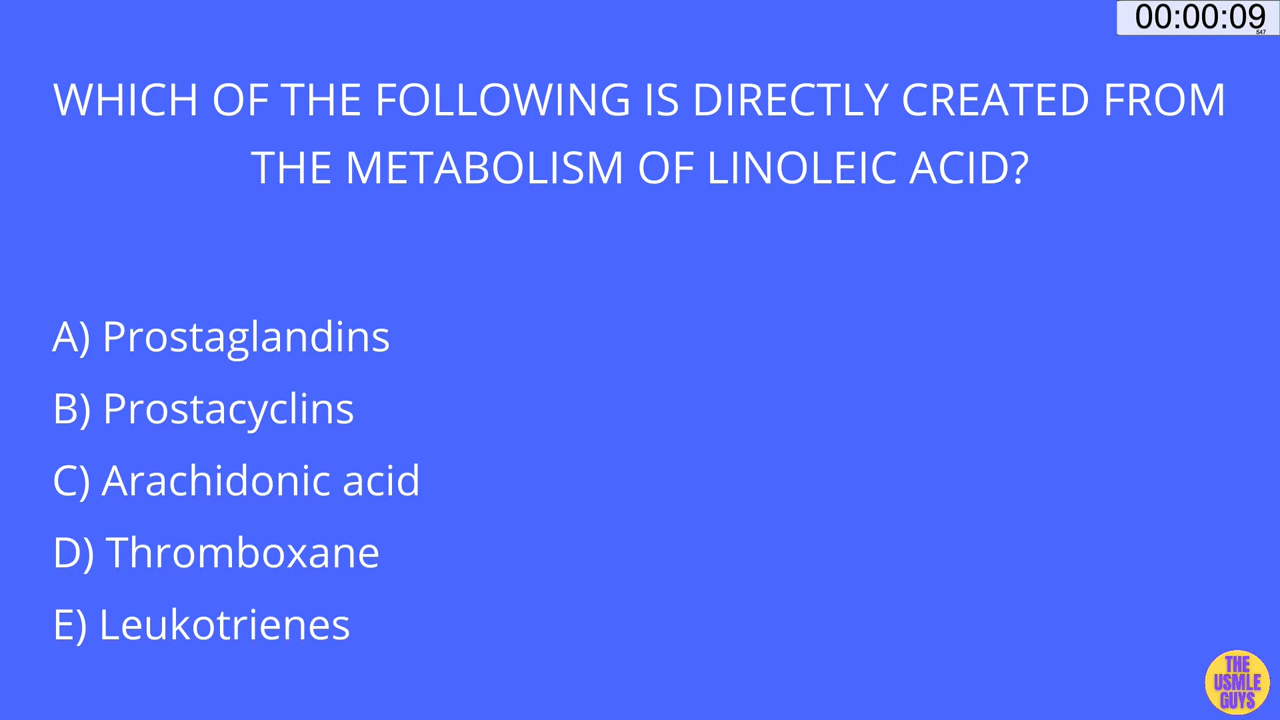 00:00:09
547
WHICH OF THE FOLLOWING IS DIRECTLY CREATED FROM
THE METABOLISM OF LINOLEIC ACID?
A) Prostaglandins
B) Prostacyclins
C) Arachidonic acid
D) Thromboxane
E) Leukotrienes
THE
USMLE
GUYS